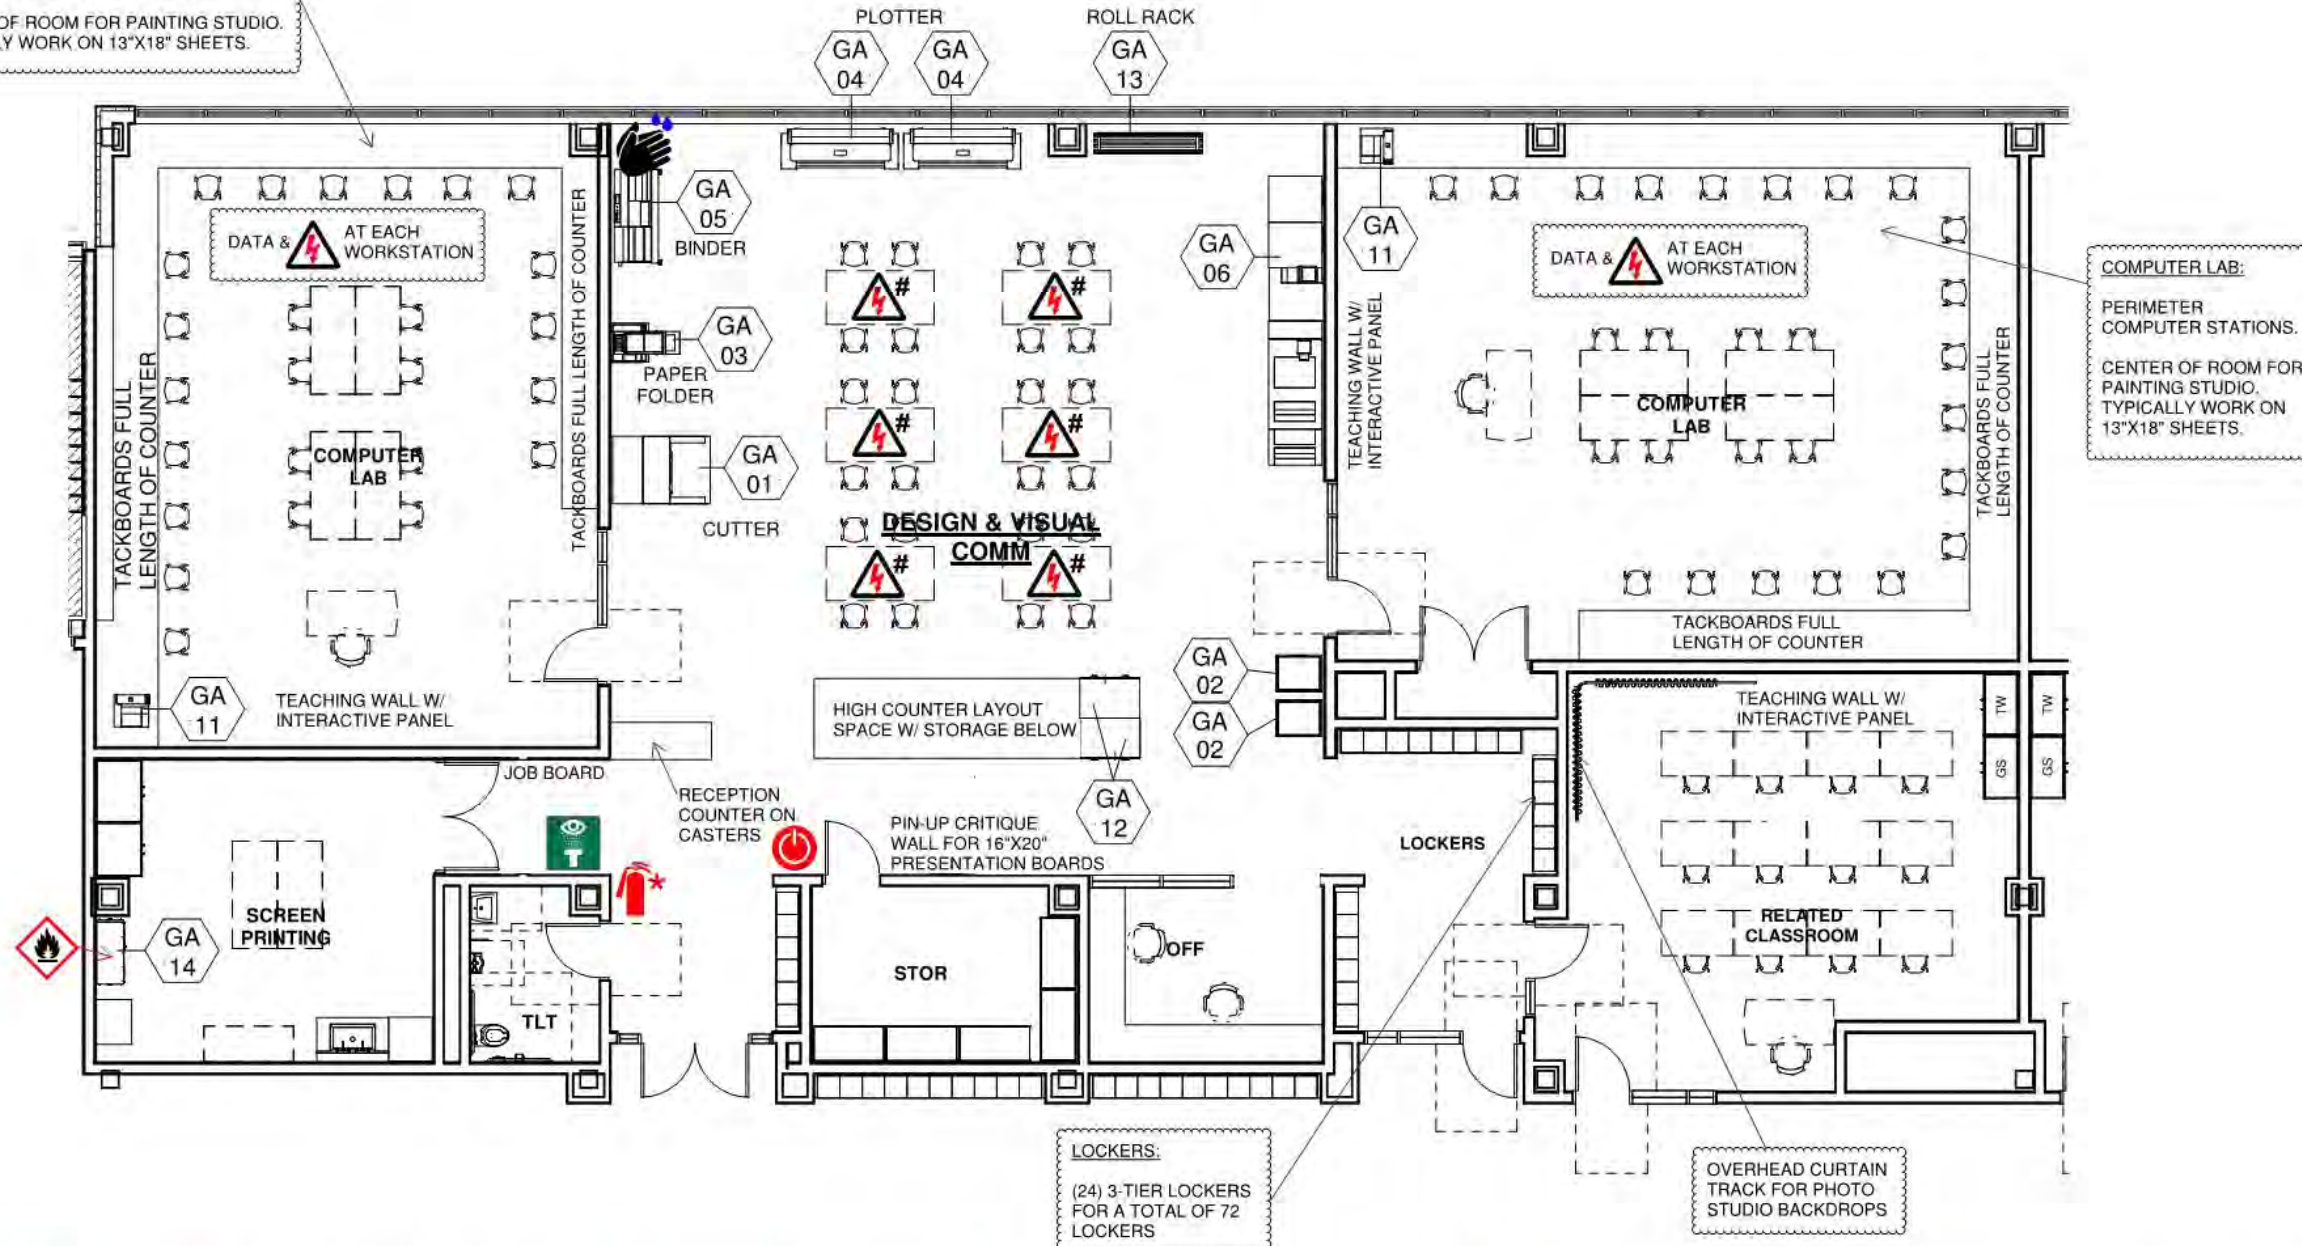 OF ROOM FOR PAINTING STUDIO.
WORK ON 13"X18" SHEETS.
PLOTTER
GA
04
GA
04
ROLL RACK
GA
13
DATA &
AT EACH
WORKSTATION
TACKBOARDS FULL
LENGTH OF COUNTER
TACKBOARDS FULL LENGTH OF COUNTER
COMPUTER
LAB
GA
11
TEACHING WALL W/
INTERACTIVE PANEL
GA
05
BINDER
GA
03
PAPER
FOLDER
GA
01
CUTTER
#
#
#
#
#
#
DESIGN & VISUAL
COMM
GA
06
GA
11
TEACHING WALL W/
INTERACTIVE PANEL
DATA &
AT EACH
WORKSTATION
COMPUTER
LAB
TACKBOARDS FULL
LENGTH OF COUNTER
TACKBOARDS FULL
LENGTH OF COUNTER
COMPUTER LAB:
PERIMETER
COMPUTER STATIONS.
CENTER OF ROOM FOR
PAINTING STUDIO.
TYPICALLY WORK ON
13"X18" SHEETS.
GA
02
GA
02
HIGH COUNTER LAYOUT
SPACE W/ STORAGE BELOW
GA
12
JOB BOARD
RECEPTION
COUNTER ON
CASTERS
*
PIN-UP CRITIQUE
WALL FOR 16"X20"
PRESENTATION BOARDS
SCREEN
PRINTING
GA
14
TLT
STOR
OFF
LOCKERS
TEACHING WALL W/
INTERACTIVE PANEL
TW
TW
GS
GS
RELATED
CLASSROOM
LOCKERS:
(24) 3-TIER LOCKERS
FOR A TOTAL OF 72
LOCKERS
OVERHEAD CURTAIN
TRACK FOR PHOTO
STUDIO BACKDROPS